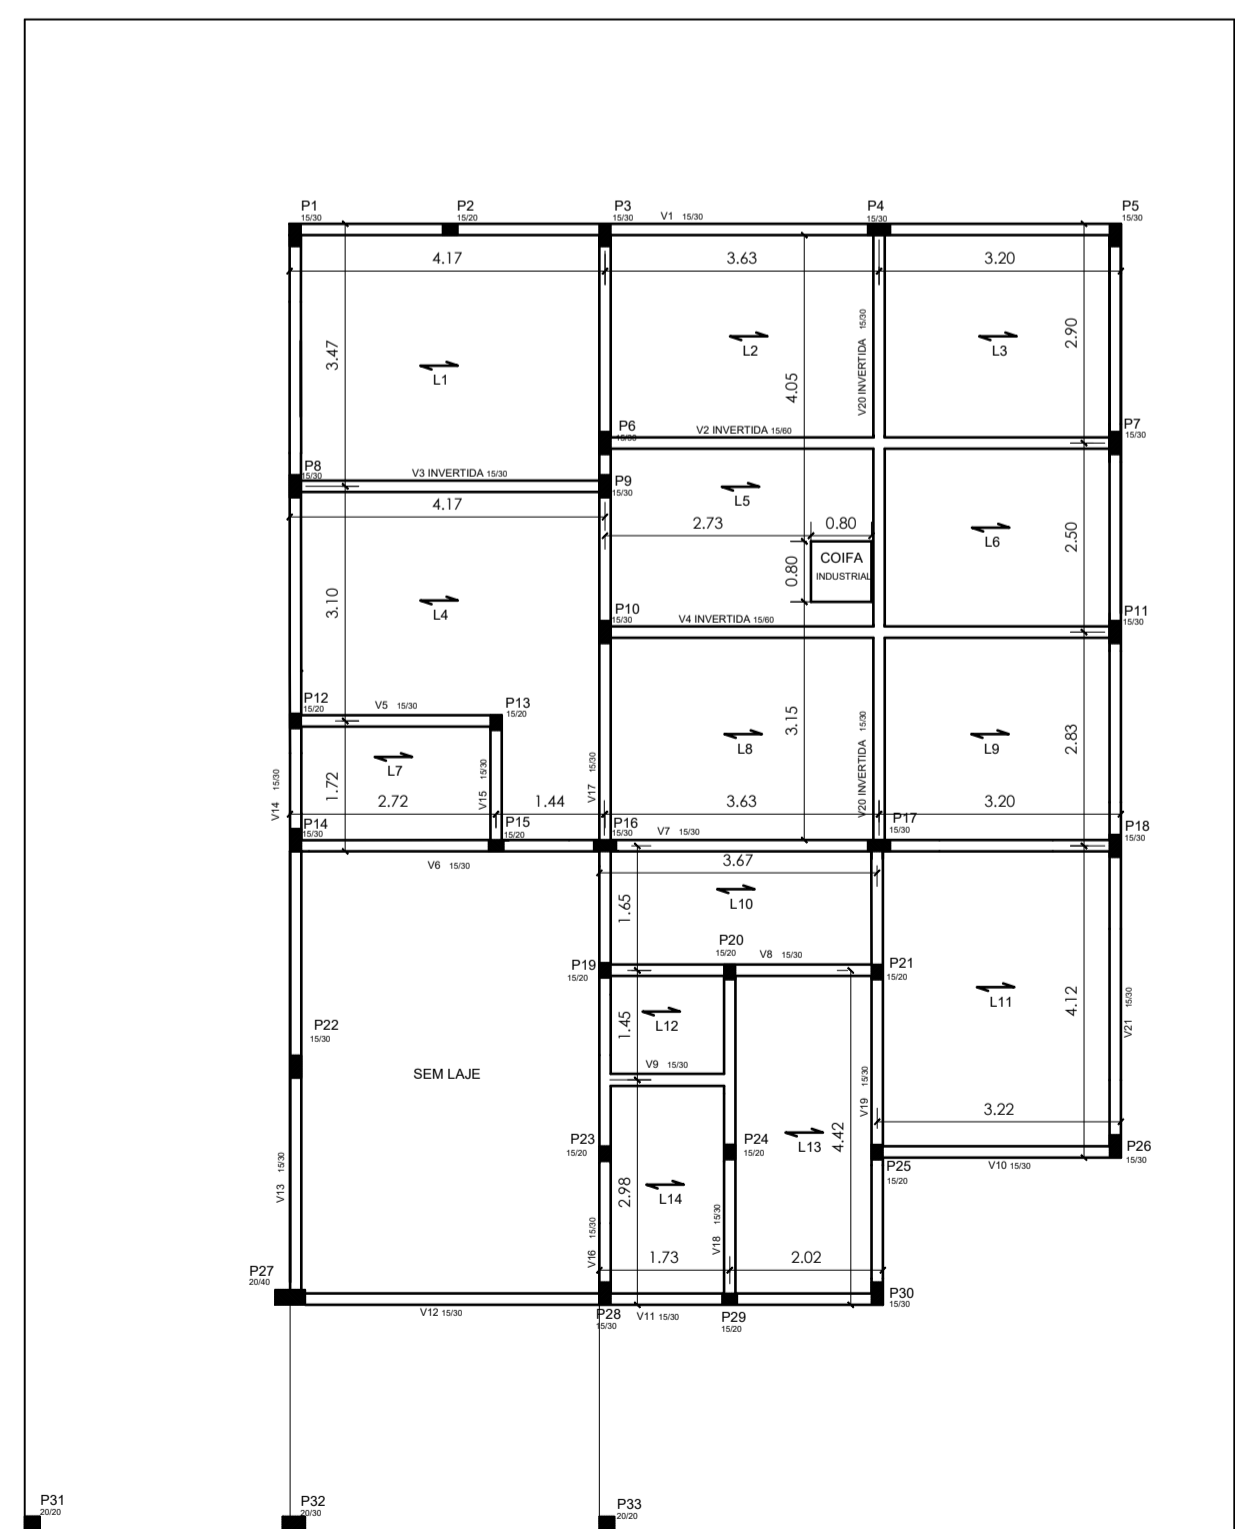 P1
15/30
P2
15/20
P3
15/30
V1 15/30
P4
15/30
P5
15/30
4.17
3.63
3.20
3.47
L1
L2
4.05
V20 INVERTIDA 15/30
L3
2.90
P6
15/30
V2 INVERTIDA 15/60
P7
15/30
P8
15/30
V3 INVERTIDA 15/30
P9
15/30
4.17
L5
2.73
0.80
COIFA
INDUSTRIAL
0.80
L6
2.50
3.10
L4
P10
15/30
V4 INVERTIDA 15/60
P11
15/30
P12
15/20
V5 15/30
P13
15/20
L7
1.72
2.72
V15 15/30
1.44
V17 15/30
L8
3.15
3.63
V20 INVERTIDA 15/30
L9
2.83
3.20
V14 15/30
P14
15/30
P15
15/20
P16
15/30
V7 15/30
P17
15/30
P18
15/30
V6 15/30
3.67
L10
1.65
P19
15/20
P20
15/20
V8 15/30
P21
15/20
L11
4.12
V21 15/30
P22
15/30
L12
1.45
V9 15/30
SEM LAJE
V19 15/30
3.22
P23
15/20
P24
15/20
L13
4.42
P25
15/20
V10 15/30
P26
15/30
V13 15/30
L14
2.98
V16 15/30
V18 15/30
1.73
2.02
P27
20/40
V12 15/30
P28
15/30
V11 15/30
P29
15/20
P30
15/30
P31
20/20
P32
20/30
P33
20/20